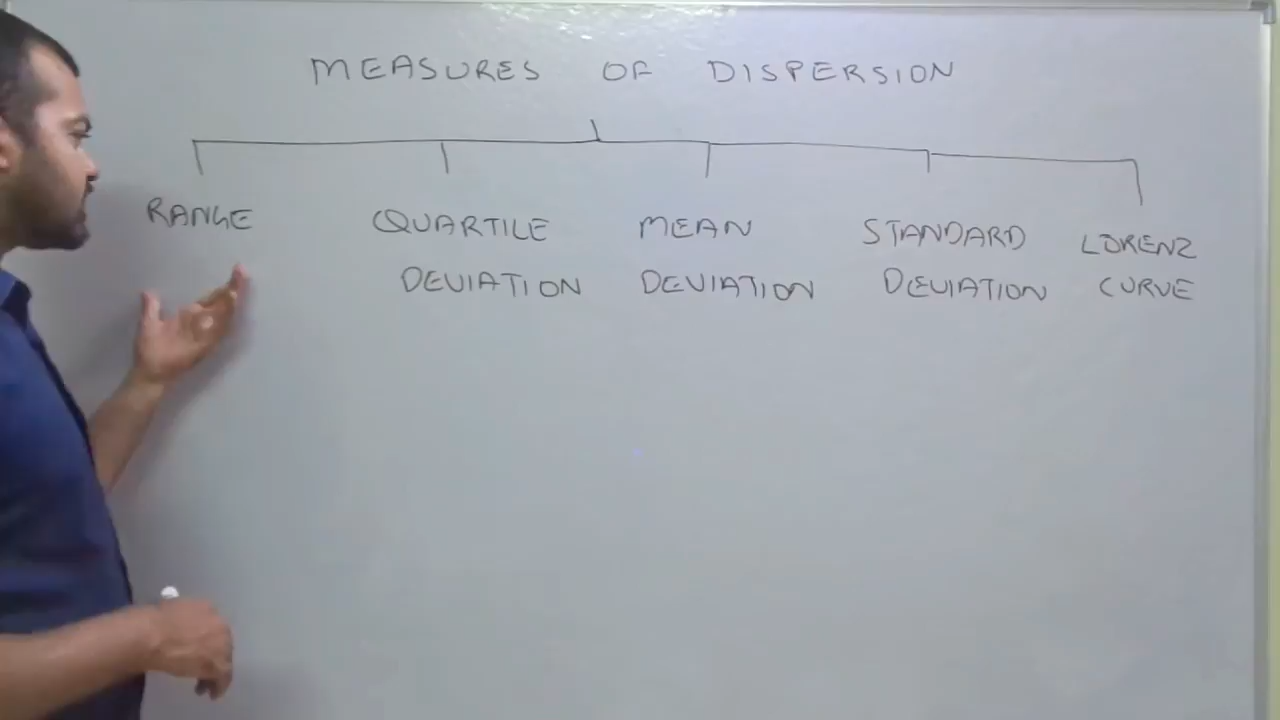 MEASURES OF DISPERSION
RANGE
QUARTILE
DEVIATION
MEAN
DEVIATION
STANDARD
DEVIATION
LORENZ
CURVE